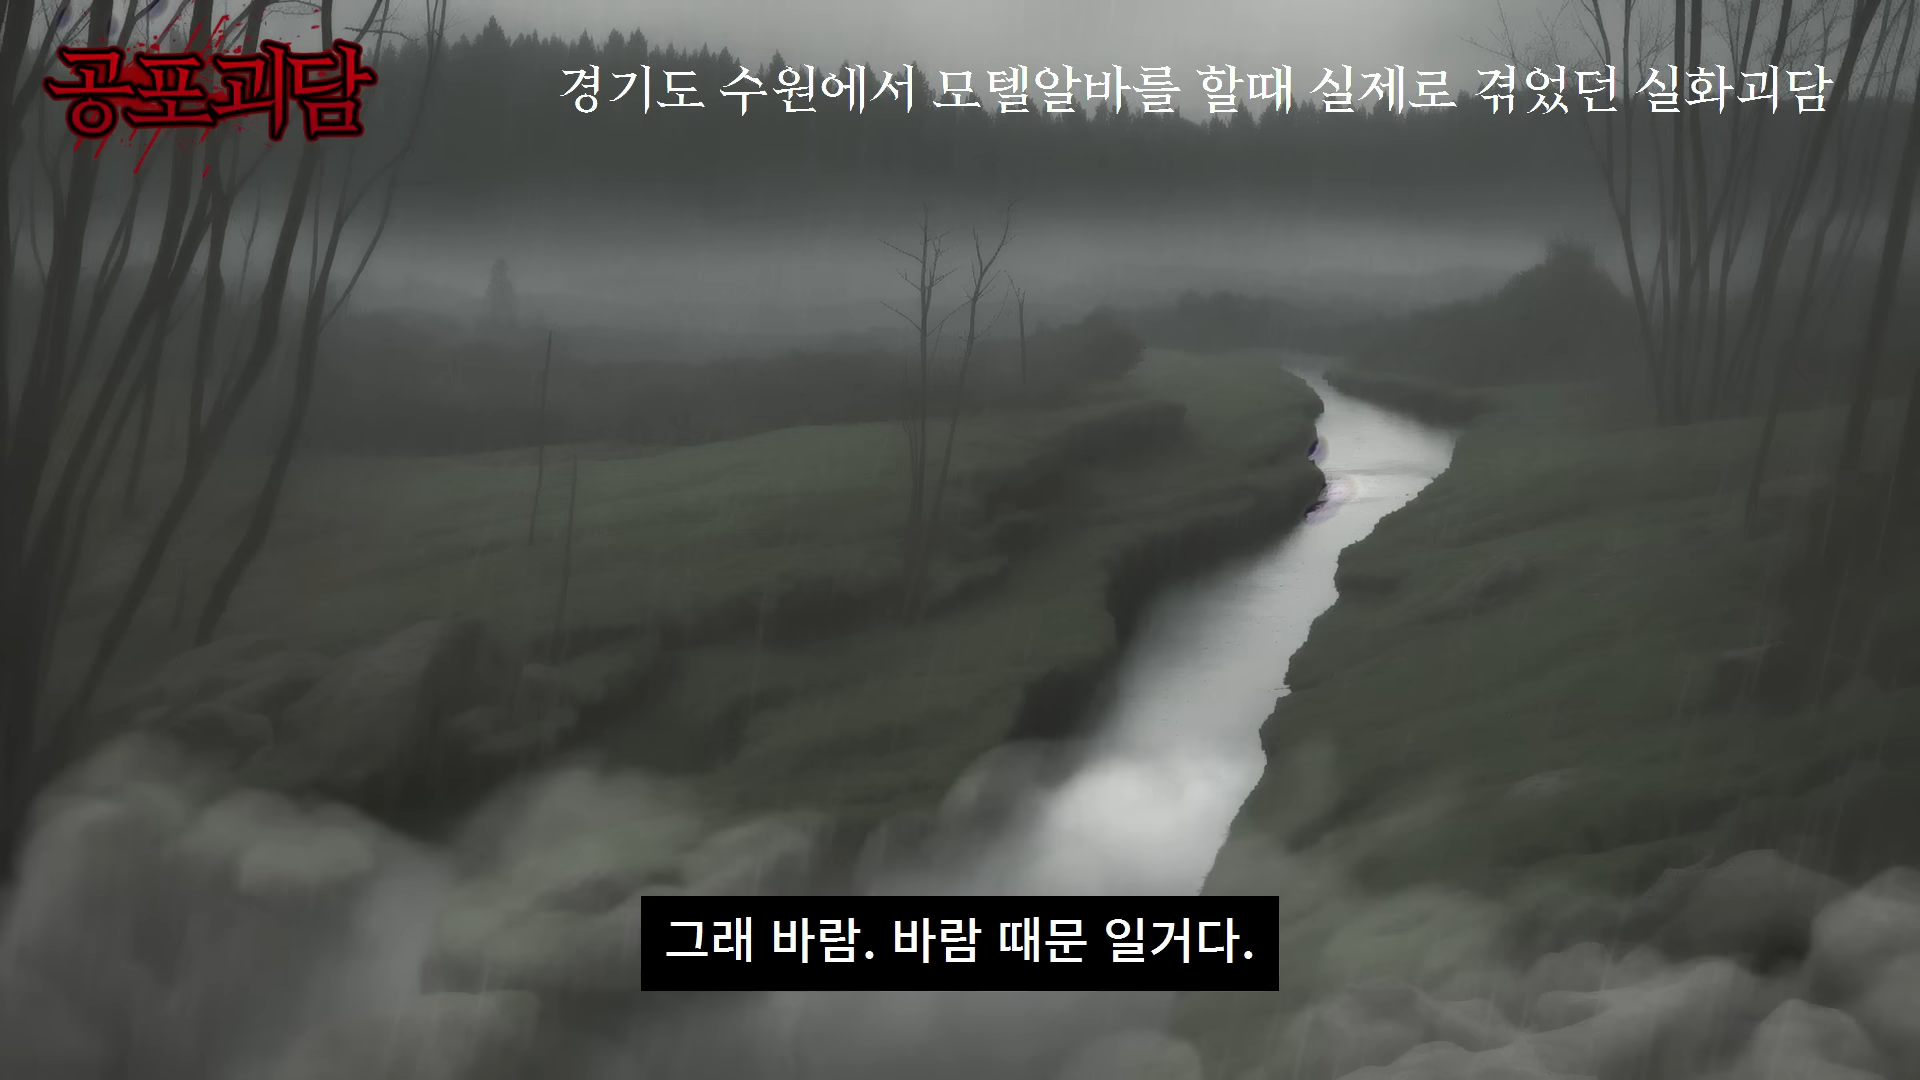 공포괴담
경기도 수원에서 모텔알바를 할때 실제로 겪었던 실화괴담
그래 바람. 바람 때문 일거다.